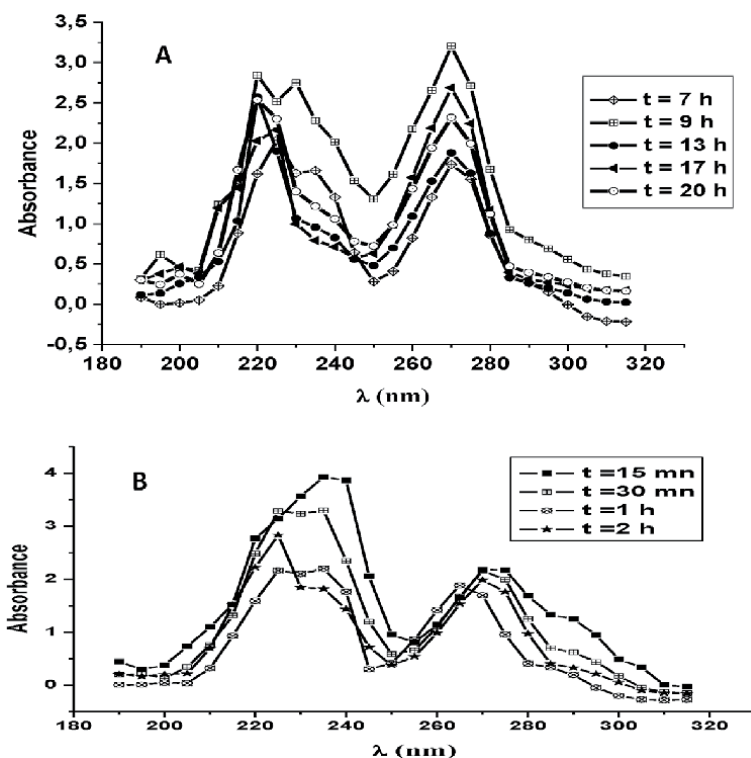 A
3,5
3,0
2,5
2,0
1,5
1,0
0,5
0,0
-0,5
Absorbance
t = 7 h
t = 9 h
t = 13 h
t = 17 h
t = 20 h
180 200 220 240 260 280 300 320
λ (nm)
B
4
3
2
1
0
Absorbance
t =15 mn
t =30 mn
t =1 h
t =2 h
180 200 220 240 260 280 300 320
λ (nm)